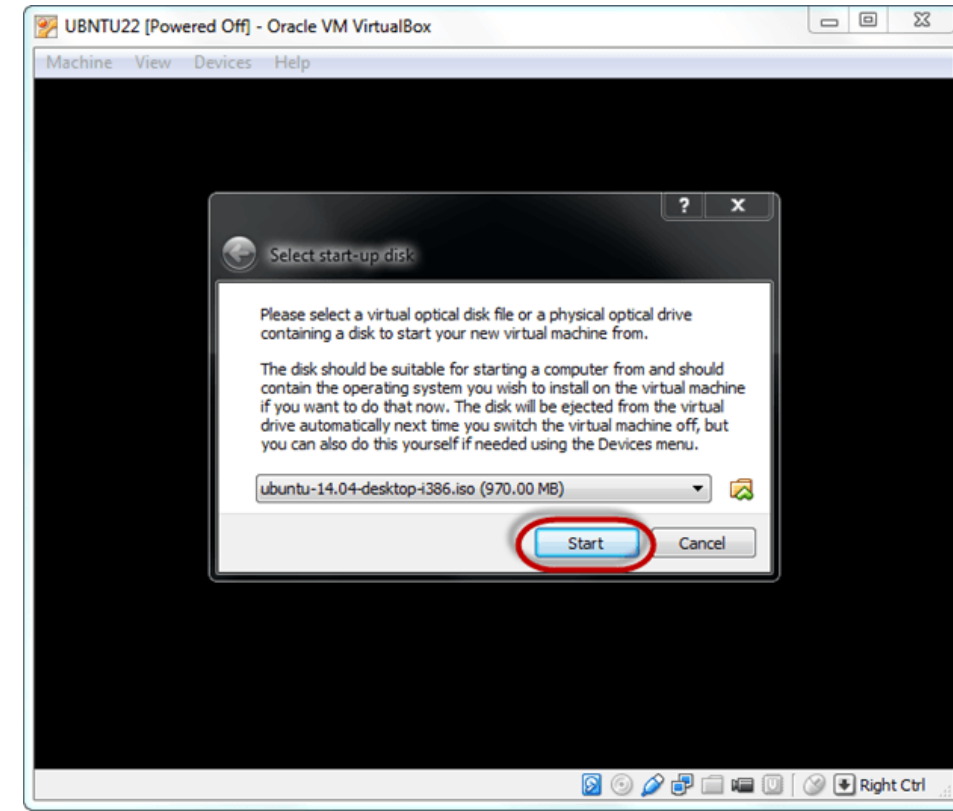 UBNTU22 [Powered Off] - Oracle VM VirtualBox
Machine View Devices Help
? x
Select start-up disk
Please select a virtual optical disk file or a physical optical drive
containing a disk to start your new virtual machine from.
The disk should be suitable for starting a computer from and should
contain the operating system you wish to install on the virtual machine
if you want to do that now. The disk will be ejected from the virtual
drive automatically next time you switch the virtual machine off, but
you can also do this yourself if needed using the Devices menu.
ubuntu-14.04-desktop-i386.iso (970.00 MB)
Start Cancel
Right Ctrl